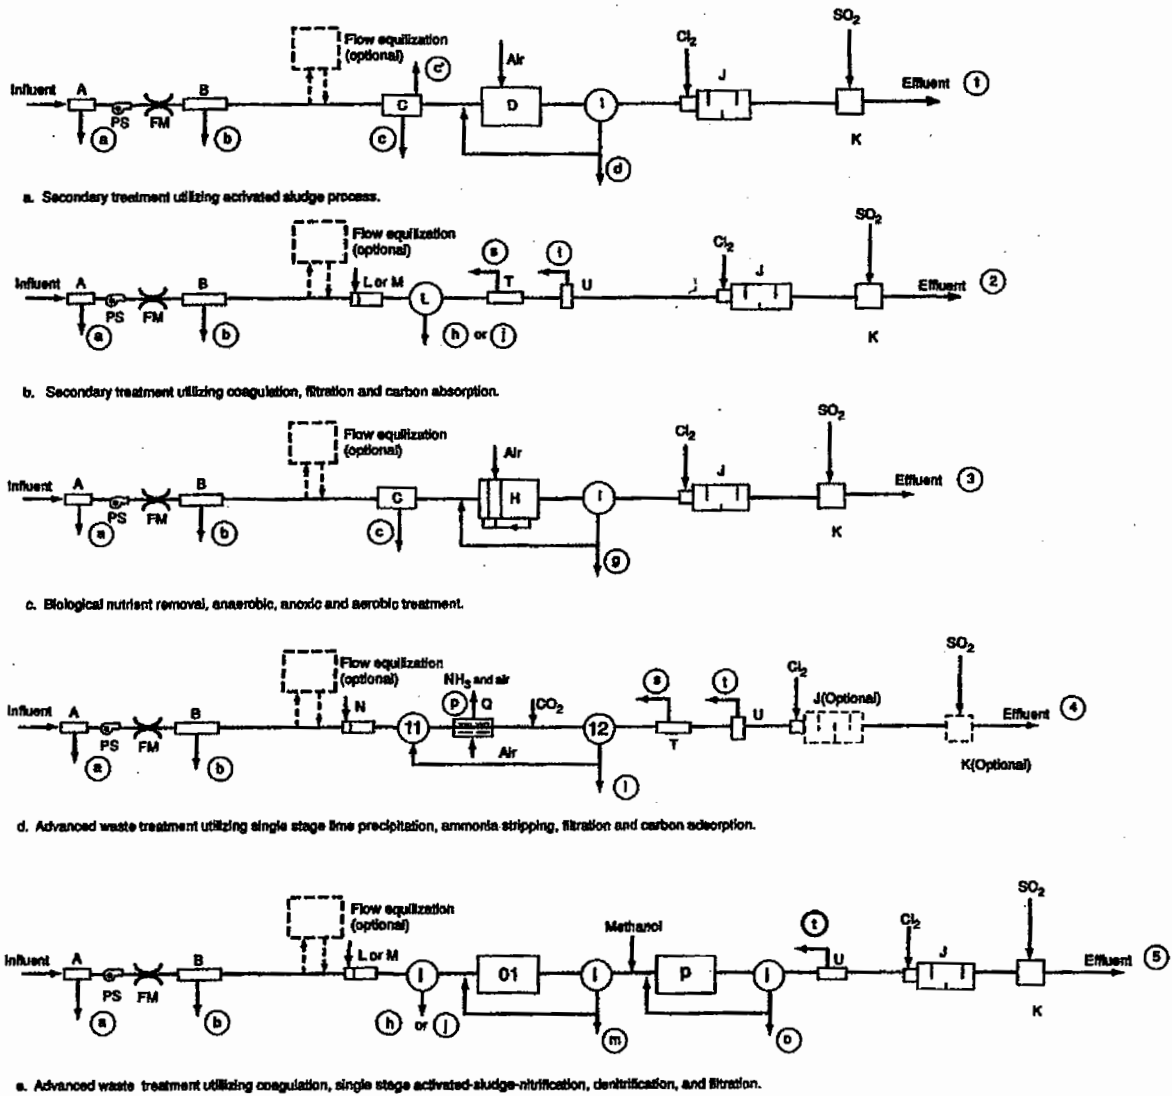 Flow equilization
(optional)
c'
Air
Cl2
J
SO2
Influent
A
PS
FM
B
C
D
I
Effluent
1
a
b
c
d
K
a. Secondary treatment utilizing acrivated sludge process.
Flow equilization
(optional)
s
t
Cl2
J
SO2
Influent
A
PS
FM
B
L or M
T
U
Effluent
2
a
b
h or j
K
b. Secondary treatment utilizing coagulation, filtration and carbon absorption.
Flow equilization
(optional)
Air
Cl2
J
SO2
Influent
A
PS
FM
B
C
H
Effluent
3
a
b
c
g
K
c. Biological nutrient removal, anaerobic, anoxic and aerobic treatment.
Flow equilization
(optional)
NH3 and air
p
Q
CO2
s
t
Cl2
J(Optional)
SO2
Influent
A
PS
FM
B
N
11
Air
12
T
U
Effluent
4
a
b
K(Optional)
d. Advanced waste treatment utilizing single stage lime precipitation, ammonia stripping, filtration and carbon adsorption.
Flow equilization
(optional)
Methanol
t
Cl2
J
SO2
Influent
A
PS
FM
B
L or M
01
P
U
Effluent
5
a
b
h or j
m
o
K
e. Advanced waste treatment utilizing coagulation, single stage activated-sludge-nitrification, denitrification, and filtration.